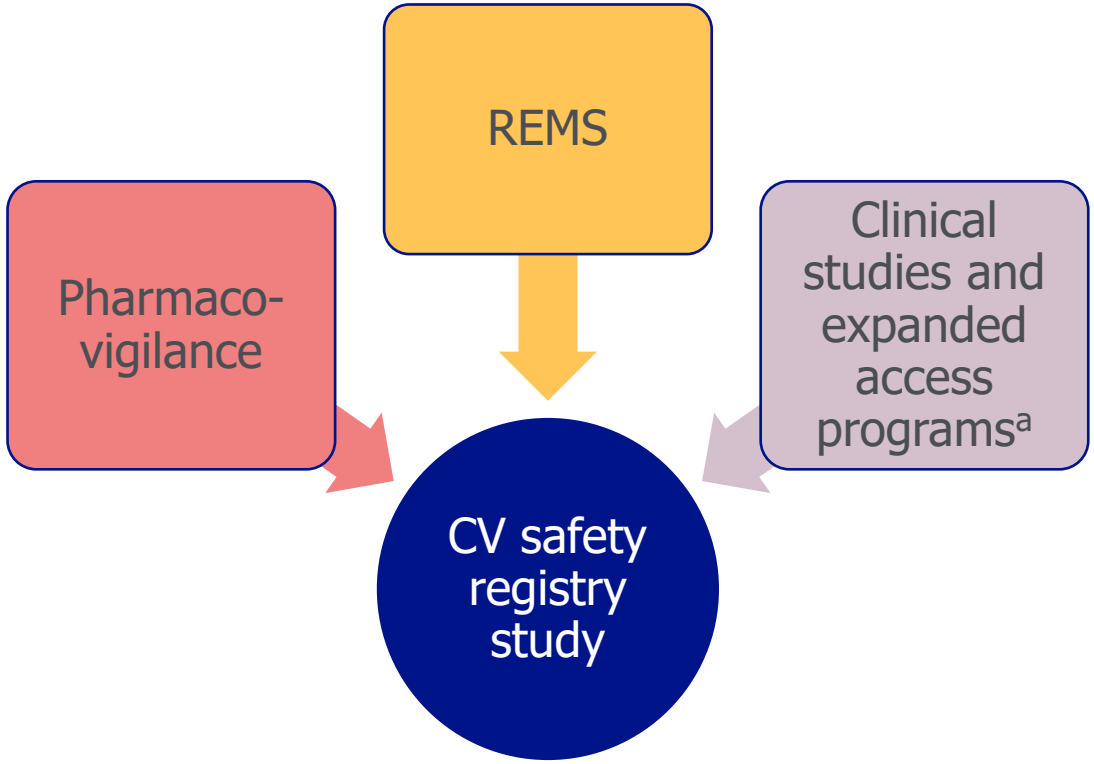 REMS
Pharmaco-
vigilance
Clinical
studies and
expanded
access
programsᵃ
CV safety
registry
study